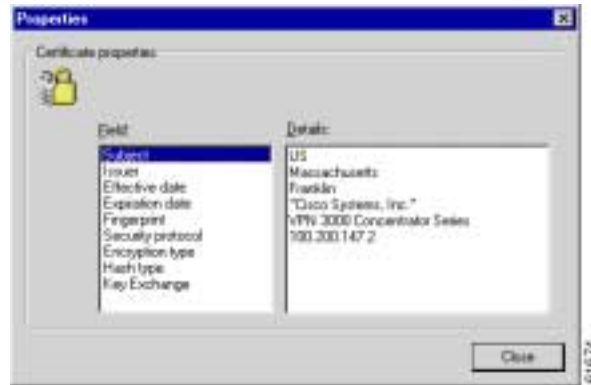 Properties
Certificate properties
Field:
Details:
Subject
Issuer
Effective date
Expiration date
Fingerprint
Security protocol
Encryption type
Hash type
Key Exchange
US
Massachusetts
Franklin
"Cisco Systems, Inc."
VPN 3000 Concentrator Series
100.200.147.2
Close
61674